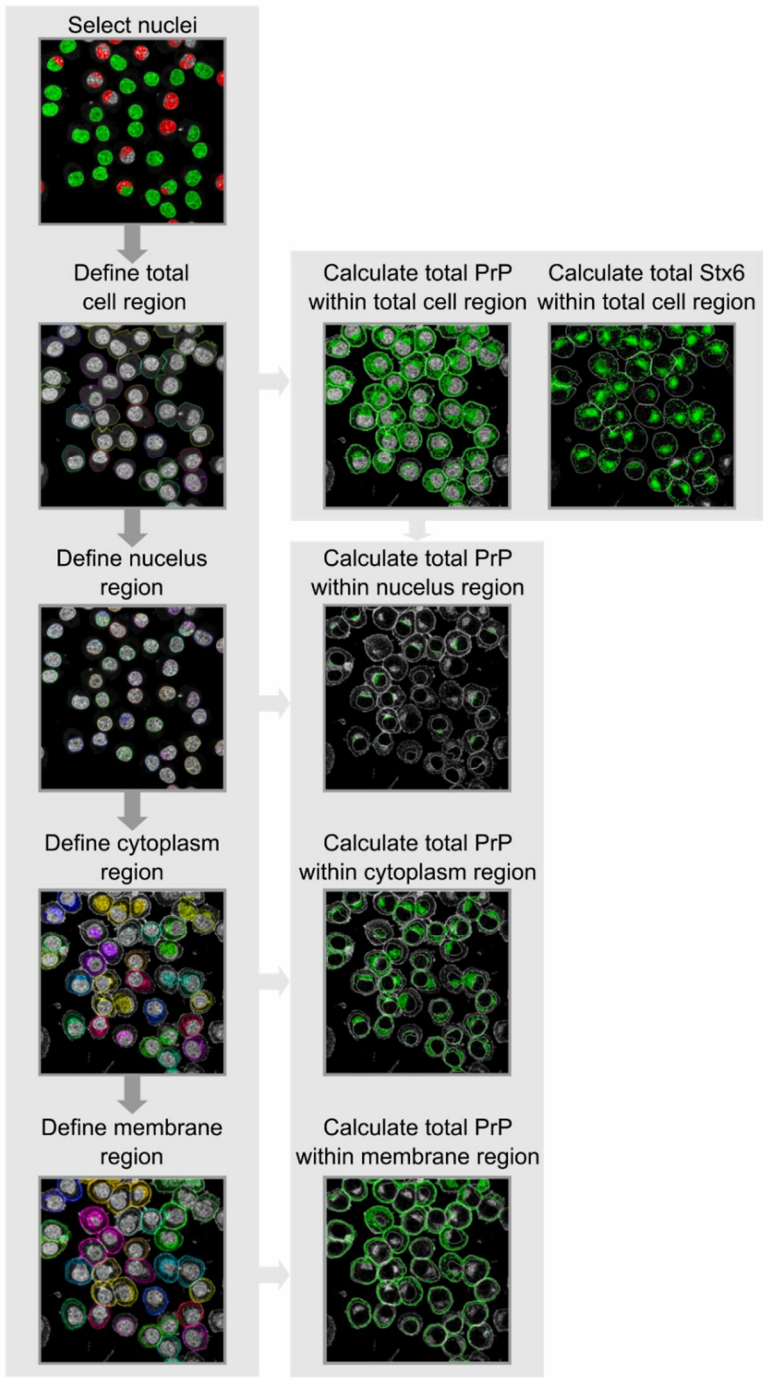 Select nuclei
Define total
cell region
Calculate total PrP
within total cell region
Calculate total Stx6
within total cell region
Define nucelus
region
Calculate total PrP
within nucelus region
Define cytoplasm
region
Calculate total PrP
within cytoplasm region
Define membrane
region
Calculate total PrP
within membrane region